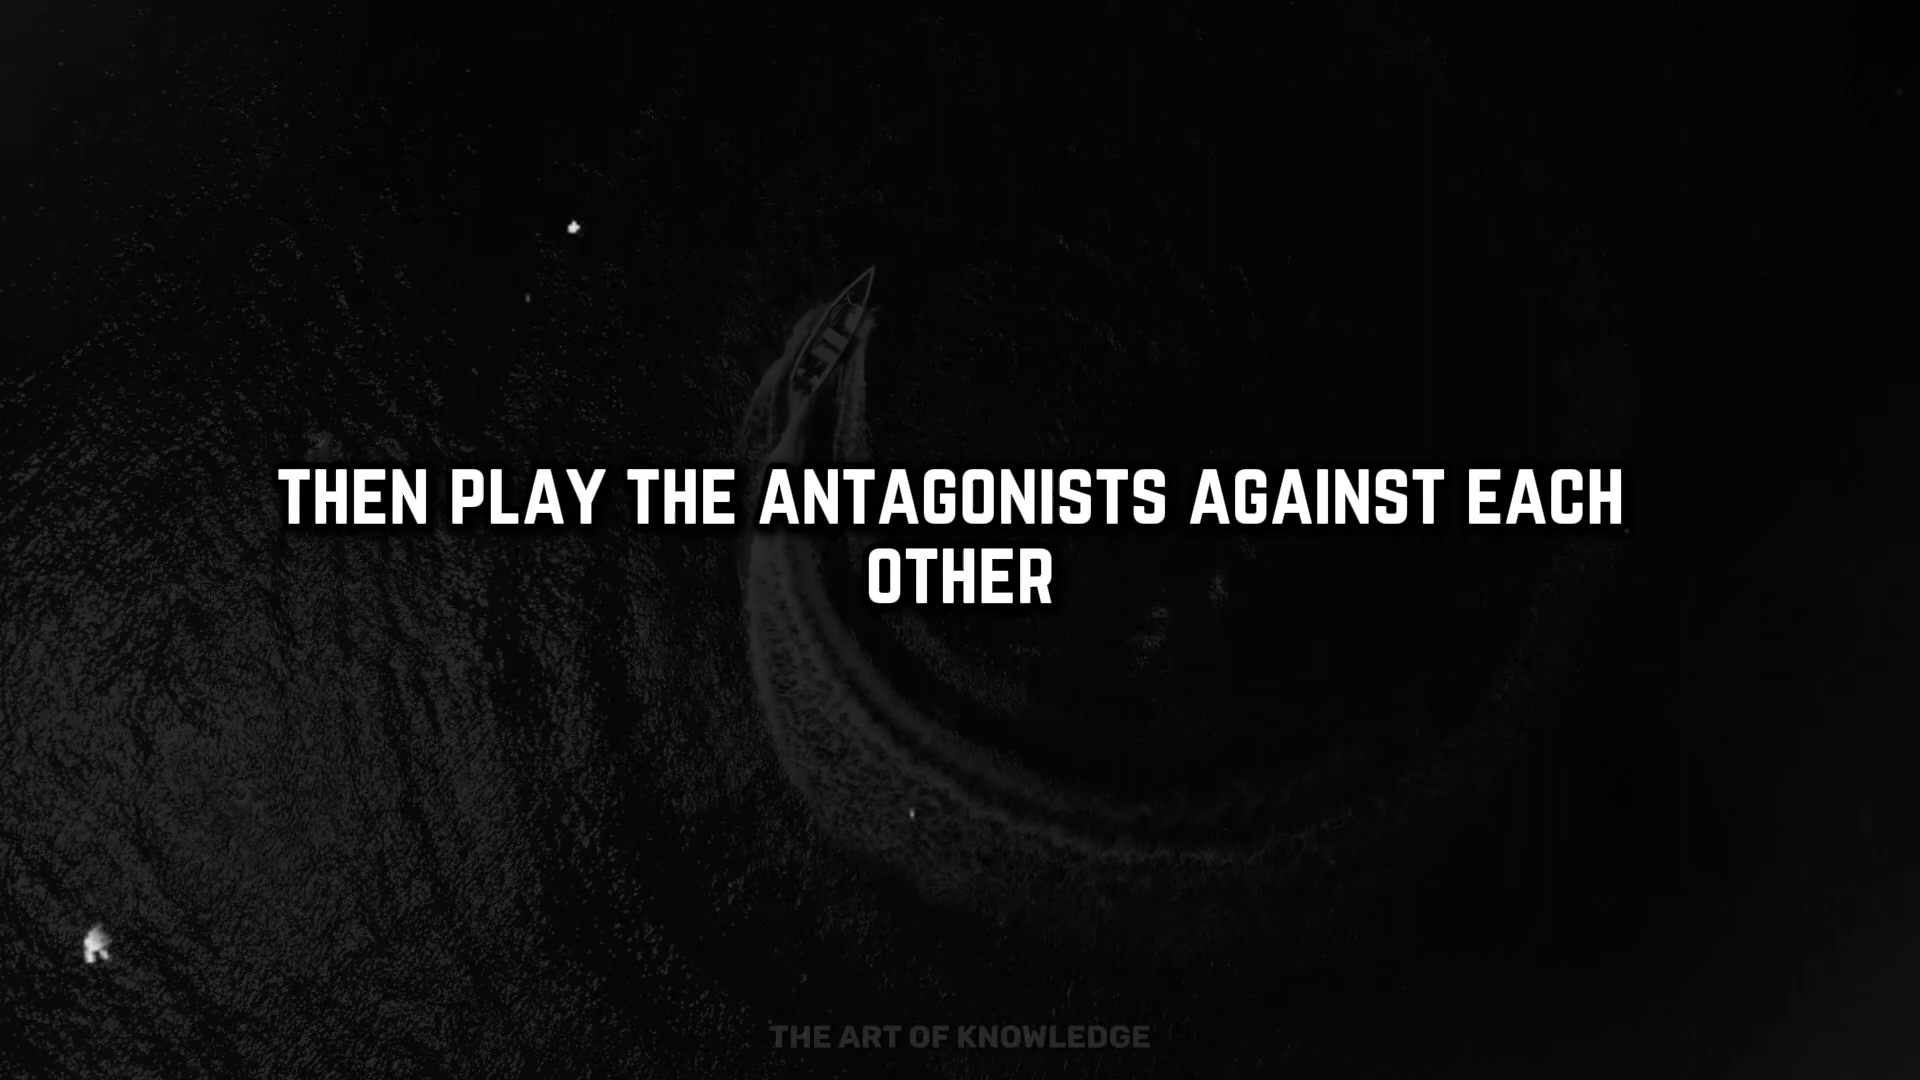 THEN PLAY THE ANTAGONISTS AGAINST EACH
OTHER
THE ART OF KNOWLEDGE